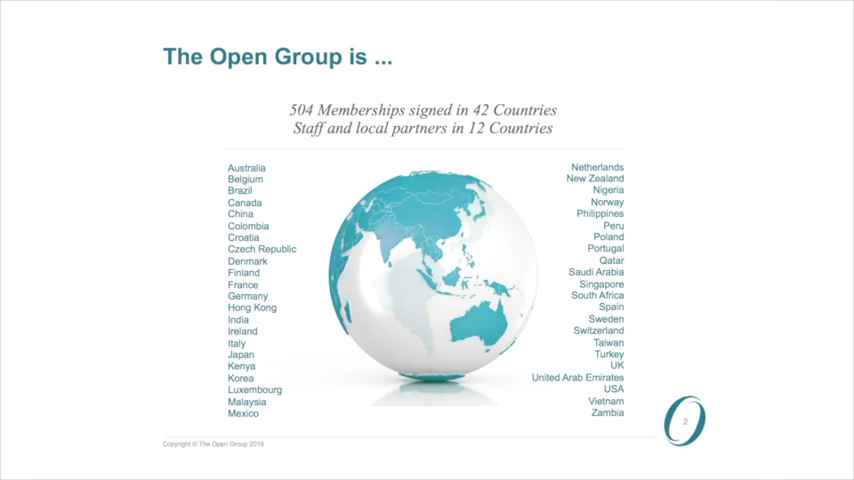 The Open Group is ...
504 Memberships signed in 42 Countries
Staff and local partners in 12 Countries
Australia
Belgium
Brazil
Canada
China
Colombia
Croatia
Czech Republic
Denmark
Finland
France
Germany
Hong Kong
India
Ireland
Italy
Japan
Kenya
Korea
Luxembourg
Malaysia
Mexico
Netherlands
New Zealand
Nigeria
Norway
Philippines
Peru
Poland
Portugal
Qatar
Saudi Arabia
Singapore
South Africa
Spain
Sweden
Switzerland
Taiwan
Turkey
UK
United Arab Emirates
USA
Vietnam
Zambia
2
Copyright © The Open Group 2016